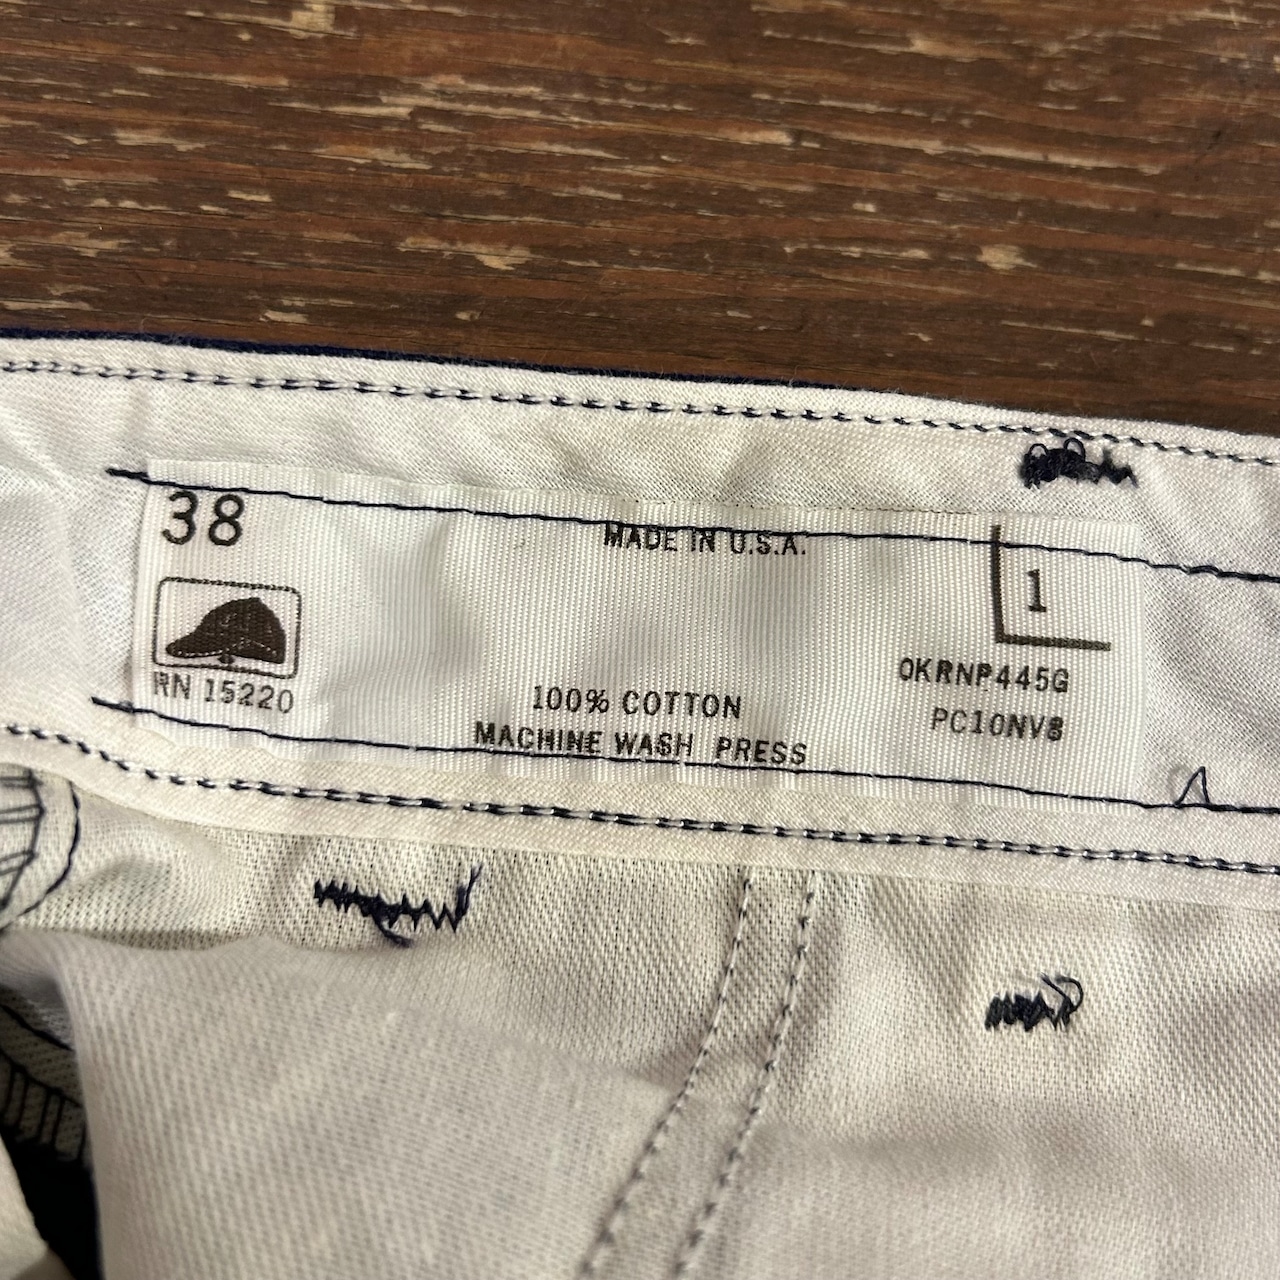 38
MADE IN U.S.A.
1
RN 15220
100% COTTON
MACHINE WASH PRESS
OKRNP445G
PC10NV8